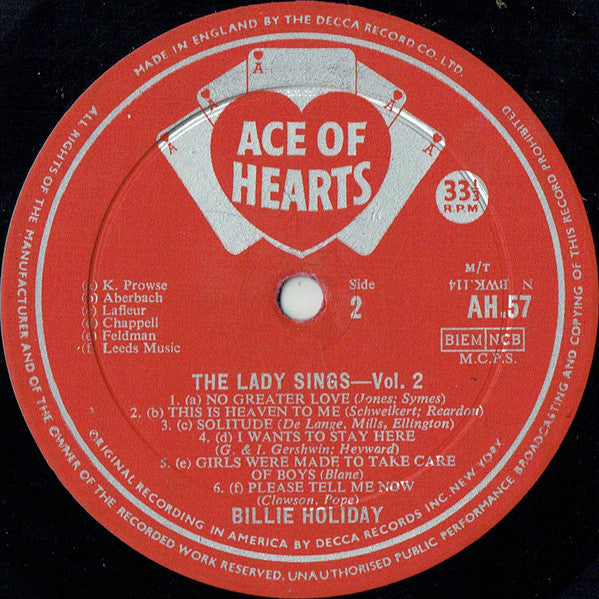 MADE IN ENGLAND BY THE DECCA RECORD CO. LTD.
ALL RIGHTS OF THE MANUFACTURER AND OF THE OWNER OF THE RECORDED WORK RESERVED. UNAUTHORISED PUBLIC PERFORMANCE BROADCASTING AND COPYING OF THIS RECORD PROHIBITED
A
A
A
A
A
ACE OF
HEARTS
33⅓
R.P.M
(a) K. Prowse
(b) Aberbach
(c) Lafleur
(d) Chappell
(e) Feldman
(f) Leeds Music
Side
2
M/T
N
BWK.114
AH.57
BIEM NCB
M.C.P.S.
THE LADY SINGS—Vol. 2
1. (a) NO GREATER LOVE (Jones; Symes)
2. (b) THIS IS HEAVEN TO ME (Schweikert; Reardon)
3. (c) SOLITUDE (De Lange, Mills, Ellington)
4. (d) I WANTS TO STAY HERE
(G. & I. Gershwin; Heyward)
5. (e) GIRLS WERE MADE TO TAKE CARE
OF BOYS (Blane)
6. (f) PLEASE TELL ME NOW
(Clawson, Pope)
BILLIE HOLIDAY
ORIGINAL RECORDING IN AMERICA BY DECCA RECORDS INC. NEW YORK